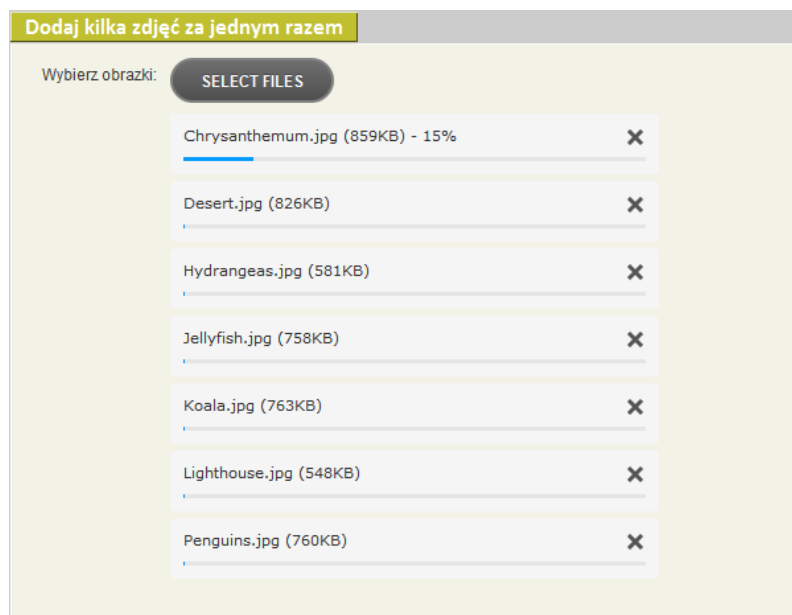 Dodaj kilka zdjęć za jednym razem
Wybierz obrazki:
SELECT FILES
Chrysanthemum.jpg (859KB) - 15%
Desert.jpg (826KB)
Hydrangeas.jpg (581KB)
Jellyfish.jpg (758KB)
Koala.jpg (763KB)
Lighthouse.jpg (548KB)
Penguins.jpg (760KB)